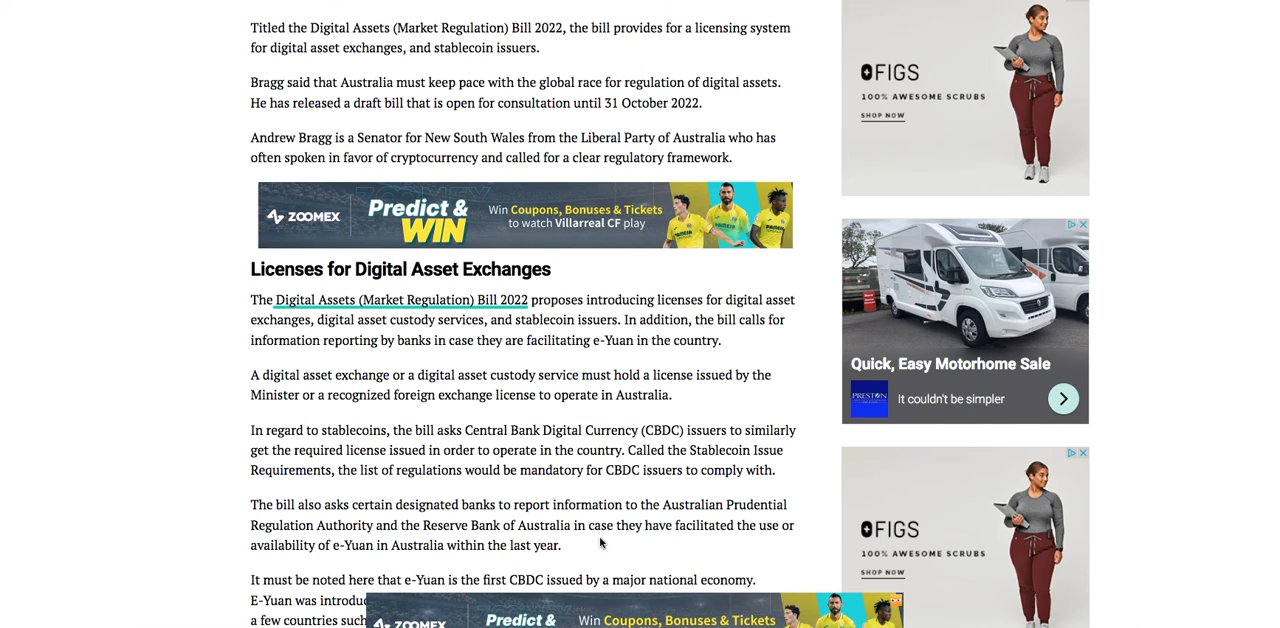 Titled the Digital Assets (Market Regulation) Bill 2022, the bill provides for a licensing system
for digital asset exchanges, and stablecoin issuers.
Bragg said that Australia must keep pace with the global race for regulation of digital assets.
He has released a draft bill that is open for consultation until 31 October 2022.
Andrew Bragg is a Senator for New South Wales from the Liberal Party of Australia who has
often spoken in favor of cryptocurrency and called for a clear regulatory framework.
ZOOMEX
Predict &
WIN
Win Coupons, Bonuses & Tickets
to watch Villarreal CF play
Licenses for Digital Asset Exchanges
The Digital Assets (Market Regulation) Bill 2022 proposes introducing licenses for digital asset
exchanges, digital asset custody services, and stablecoin issuers. In addition, the bill calls for
information reporting by banks in case they are facilitating e-Yuan in the country.
A digital asset exchange or a digital asset custody service must hold a license issued by the
Minister or a recognized foreign exchange license to operate in Australia.
In regard to stablecoins, the bill asks Central Bank Digital Currency (CBDC) issuers to similarly
get the required license issued in order to operate in the country. Called the Stablecoin Issue
Requirements, the list of regulations would be mandatory for CBDC issuers to comply with.
The bill also asks certain designated banks to report information to the Australian Prudential
Regulation Authority and the Reserve Bank of Australia in case they have facilitated the use or
availability of e-Yuan in Australia within the last year.
It must be noted here that e-Yuan is the first CBDC issued by a major national economy.
E-Yuan was introduc
a few countries such
ZOOMEX
Predict &
Win Coupons, Bonuses & Tickets
FIGS
100% AWESOME SCRUBS
SHOP NOW
Quick, Easy Motorhome Sale
PRESTON
It couldn't be simpler
FIGS
100% AWESOME SCRUBS
SHOP NOW